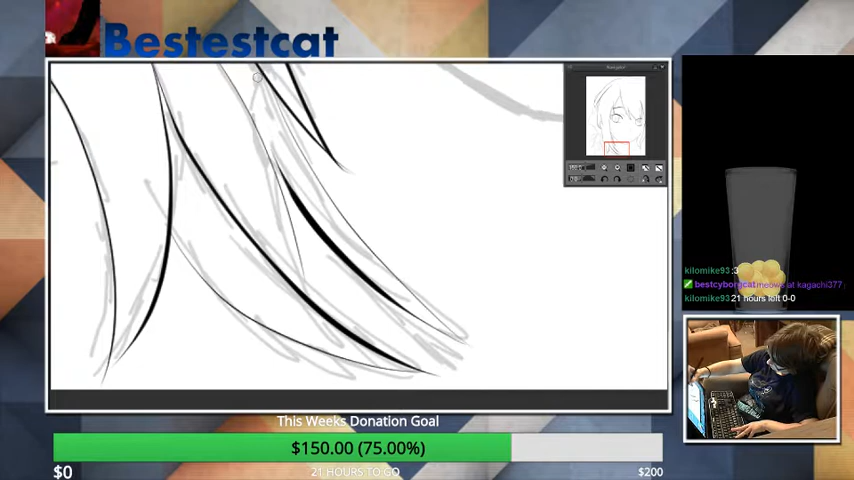 Bestestcat
kilomike93 :3
bestcyborgcat meows at kagachi377
kilomike93 21 hours left 0-0
This Weeks Donation Goal
$150.00 (75.00%)
$0
21 HOURS TO GO
$200